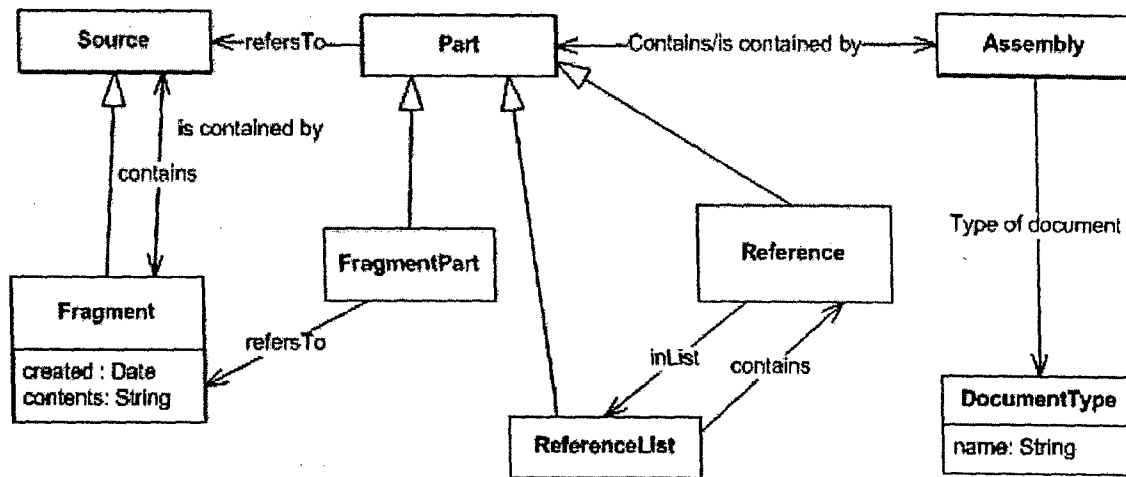 Source
refersTo
Part
Contains/is contained by
Assembly
is contained by
contains
Type of document
Reference
FragmentPart
Fragment
refersTo
created : Date
contents: String
inList
contains
DocumentType
name: String
ReferenceList